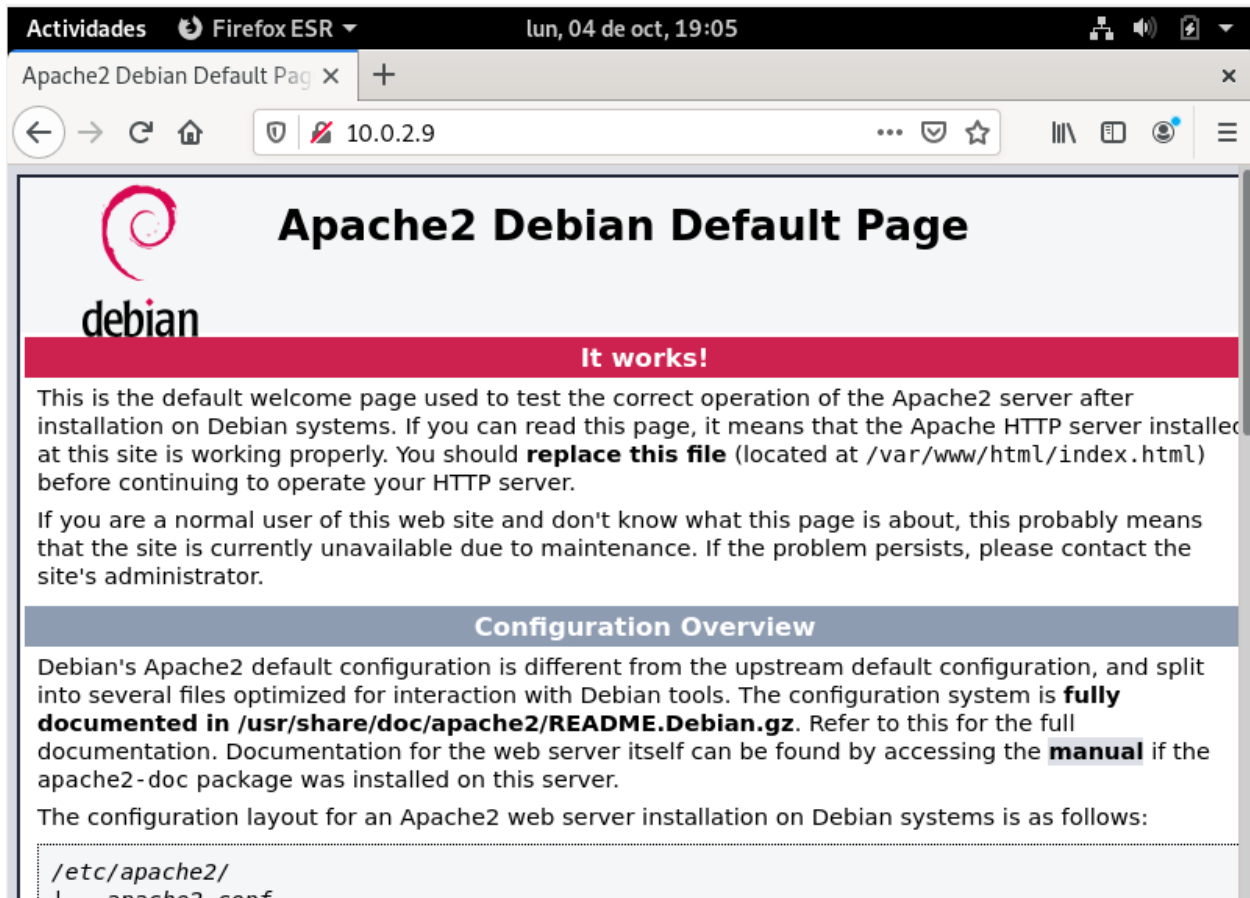 Actividades Firefox ESR lun, 04 de oct, 19:05
Apache2 Debian Default Pag
10.0.2.9
debian
Apache2 Debian Default Page
It works!
This is the default welcome page used to test the correct operation of the Apache2 server after
installation on Debian systems. If you can read this page, it means that the Apache HTTP server installed
at this site is working properly. You should replace this file (located at /var/www/html/index.html)
before continuing to operate your HTTP server.
If you are a normal user of this web site and don't know what this page is about, this probably means
that the site is currently unavailable due to maintenance. If the problem persists, please contact the
site's administrator.
Configuration Overview
Debian's Apache2 default configuration is different from the upstream default configuration, and split
into several files optimized for interaction with Debian tools. The configuration system is fully
documented in /usr/share/doc/apache2/README.Debian.gz. Refer to this for the full
documentation. Documentation for the web server itself can be found by accessing the manual if the
apache2-doc package was installed on this server.
The configuration layout for an Apache2 web server installation on Debian systems is as follows:
/etc/apache2/
apache2.conf